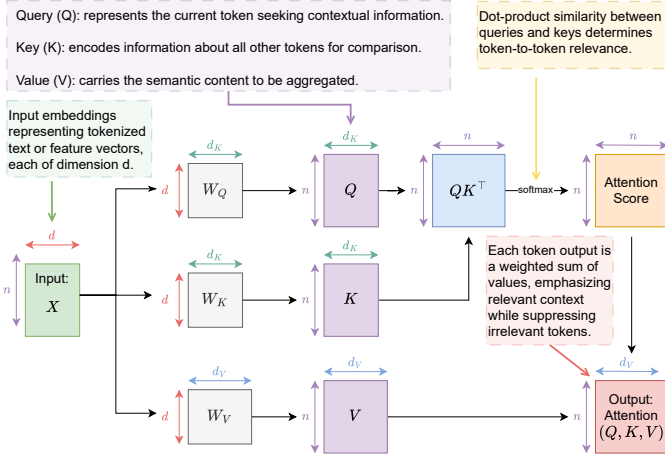 Query (Q): represents the current token seeking contextual information.
Key (K): encodes information about all other tokens for comparison.
Value (V): carries the semantic content to be aggregated.
Dot-product similarity between
queries and keys determines
token-to-token relevance.
Input embeddings
representing tokenized
text or feature vectors,
each of dimension d.
d_K
d
W_Q
d_K
n
Q
n
n
QK^⊤
softmax
n
n
Attention
Score
d
n
Input:
X
d_K
d
W_K
d_K
n
K
Each token output is
a weighted sum of
values, emphasizing
relevant context
while suppressing
irrelevant tokens.
d_V
d
W_V
d_V
n
V
d_V
n
Output:
Attention
(Q, K, V)